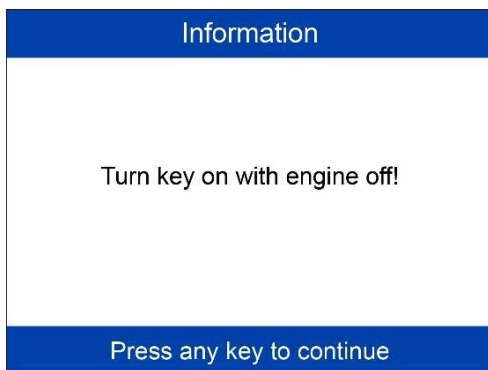 Information
Turn key on with engine off!
Press any key to continue